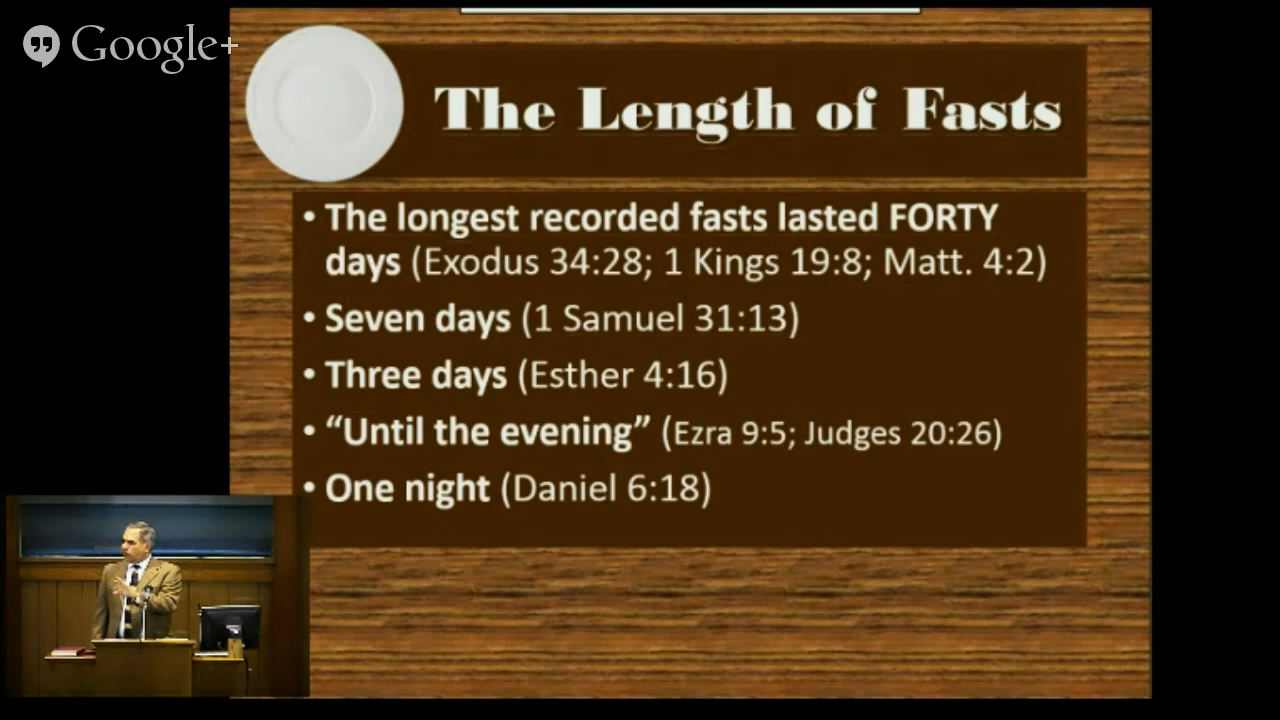 Google+
The Length of Fasts
• The longest recorded fasts lasted FORTY
days (Exodus 34:28; 1 Kings 19:8; Matt. 4:2)
• Seven days (1 Samuel 31:13)
• Three days (Esther 4:16)
• “Until the evening” (Ezra 9:5; Judges 20:26)
• One night (Daniel 6:18)